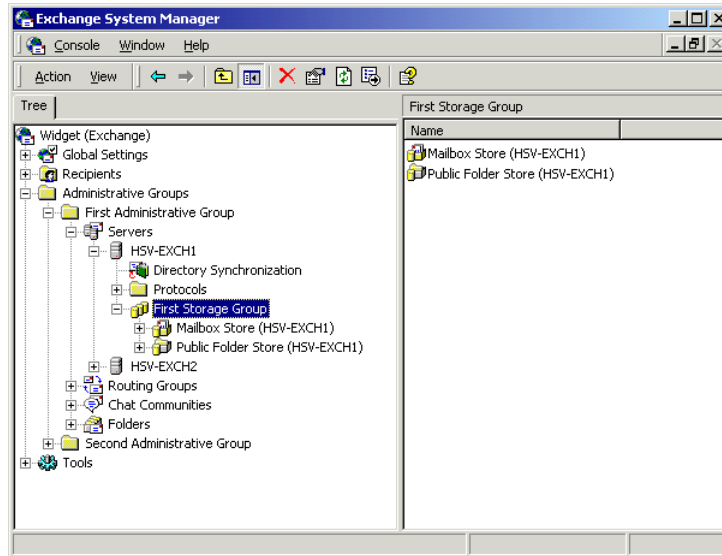 Exchange System Manager
Console Window Help
Action View
Tree
First Storage Group
Name
Widget (Exchange)
Global Settings
Recipients
Administrative Groups
First Administrative Group
Servers
HSV-EXCH1
Directory Synchronization
Protocols
First Storage Group
Mailbox Store (HSV-EXCH1)
Public Folder Store (HSV-EXCH1)
HSV-EXCH2
Routing Groups
Chat Communities
Folders
Second Administrative Group
Tools
Mailbox Store (HSV-EXCH1)
Public Folder Store (HSV-EXCH1)